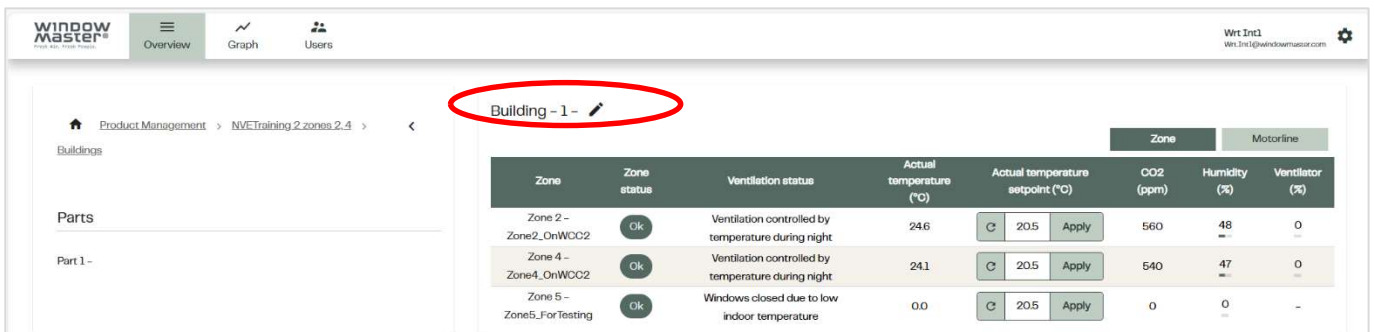 WINDOW
Master®
Fresh Air. Fresh People.
Overview
Graph
Users
Wrt Int1
Wrt.Int1@windowmaster.com
Product Management > NVETraining 2 zones 2, 4 >
Buildings
Parts
Part 1 -
Building - 1 -
Zone Motorline
Zone Zone status Ventilation status Actual temperature (°C) Actual temperature setpoint (°C) CO2 (ppm) Humidity (%) Ventilator (%)
Zone 2 - Zone2_OnWCC2 Ok Ventilation controlled by temperature during night 24.6 20.5 Apply 560 48 0
Zone 4 - Zone4_OnWCC2 Ok Ventilation controlled by temperature during night 24.1 20.5 Apply 540 47 0
Zone 5 - Zone5_ForTesting Ok Windows closed due to low indoor temperature 0.0 20.5 Apply 0 0 -